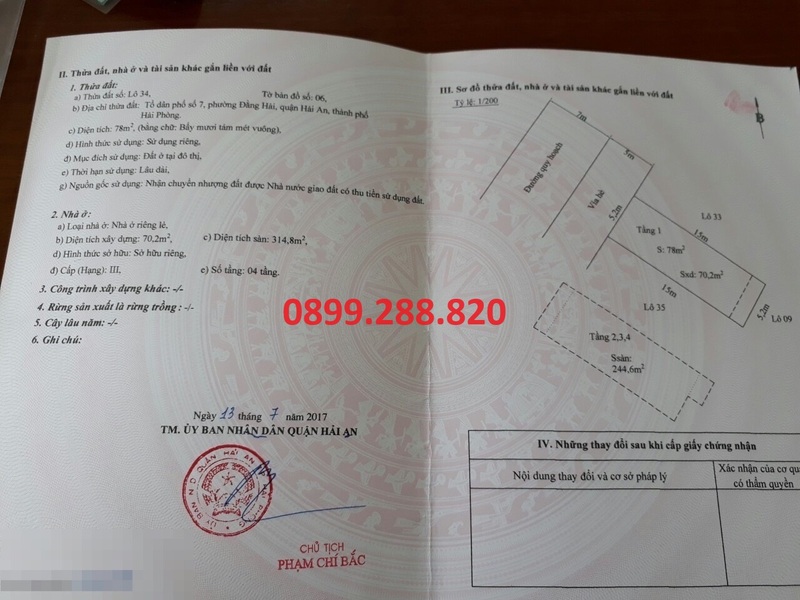 II. Thửa đất, nhà ở và tài sản khác gắn liền với đất
1. Thửa đất:
a) Thửa đất số: Lô 34, Tờ bản đồ số: 06,
b) Địa chỉ thửa đất: Tổ dân phố số 7, phường Đằng Hải, quận Hải An, thành phố
Hải Phòng.
c) Diện tích: 78m², (bằng chữ: Bẩy mươi tám mét vuông),
d) Hình thức sử dụng: Sử dụng riêng,
đ) Mục đích sử dụng: Đất ở tại đô thị,
e) Thời hạn sử dụng: Lâu dài,
g) Nguồn gốc sử dụng: Nhận chuyển nhượng đất được Nhà nước giao đất có thu tiền sử dụng đất.
2. Nhà ở:
a) Loại nhà ở: Nhà ở riêng lẻ,
b) Diện tích xây dựng: 70,2m², c) Diện tích sàn: 314,8m²,
d) Hình thức sở hữu: Sở hữu riêng,
đ) Cấp (Hạng): III, e) Số tầng: 04 tầng.
3. Công trình xây dựng khác: -/-
4. Rừng sản xuất là rừng trồng : -/-
5. Cây lâu năm: -/-
6. Ghi chú:
Ngày 13 tháng 7 năm 2017
TM. ỦY BAN NHÂN DÂN QUẬN HẢI AN
CHỦ TỊCH
PHẠM CHÍ BẮC
0899.288.820
III. Sơ đồ thửa đất, nhà ở và tài sản khác gắn liền với đất
Tỷ lệ: 1/200
B
7m
5m
Đường quy hoạch
Vỉa hè
5,2m
Lô 33
Tầng 1
15m
S: 78m²
Sxd: 70,2m²
15m
5,2m
Lô 35
Lô 09
Tầng 2,3,4
Ssàn:
244,6m²
IV. Những thay đổi sau khi cấp giấy chứng nhận
Nội dung thay đổi và cơ sở pháp lý
Xác nhận của cơ qu
có thẩm quyền